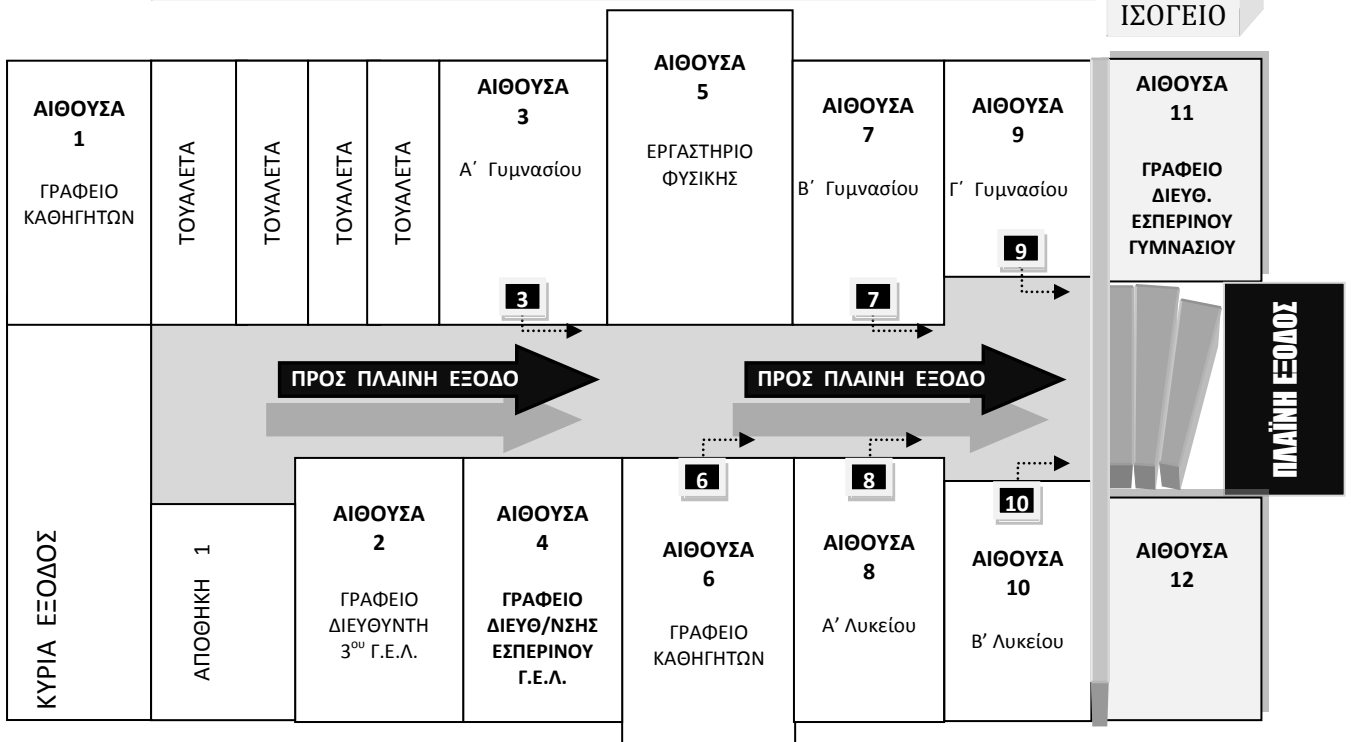 ΙΣΟΓΕΙΟ
ΑΙΘΟΥΣΑ
1
ΓΡΑΦΕΙΟ
ΚΑΘΗΓΗΤΩΝ
ΤΟΥΑΛΕΤΑ
ΤΟΥΑΛΕΤΑ
ΤΟΥΑΛΕΤΑ
ΤΟΥΑΛΕΤΑ
ΑΙΘΟΥΣΑ
3
Α΄ Γυμνασίου
3
ΑΙΘΟΥΣΑ
5
ΕΡΓΑΣΤΗΡΙΟ
ΦΥΣΙΚΗΣ
ΑΙΘΟΥΣΑ
7
Β΄ Γυμνασίου
7
ΑΙΘΟΥΣΑ
9
Γ΄ Γυμνασίου
9
ΑΙΘΟΥΣΑ
11
ΓΡΑΦΕΙΟ
ΔΙΕΥΘ.
ΕΣΠΕΡΙΝΟΥ
ΓΥΜΝΑΣΙΟΥ
ΠΡΟΣ ΠΛΑΙΝΗ ΕΞΟΔΟ
ΠΡΟΣ ΠΛΑΙΝΗ ΕΞΟΔΟ
ΠΛΑΪΝΗ ΕΞΟΔΟΣ
ΚΥΡΙΑ ΕΞΟΔΟΣ
ΑΠΟΘΗΚΗ 1
ΑΙΘΟΥΣΑ
2
ΓΡΑΦΕΙΟ
ΔΙΕΥΘΥΝΤΗ
3ου Γ.Ε.Λ.
ΑΙΘΟΥΣΑ
4
ΓΡΑΦΕΙΟ
ΔΙΕΥΘ/ΝΣΗΣ
ΕΣΠΕΡΙΝΟΥ
Γ.Ε.Λ.
6
ΑΙΘΟΥΣΑ
6
ΓΡΑΦΕΙΟ
ΚΑΘΗΓΗΤΩΝ
8
ΑΙΘΟΥΣΑ
8
Α’ Λυκείου
10
ΑΙΘΟΥΣΑ
10
Β’ Λυκείου
ΑΙΘΟΥΣΑ
12